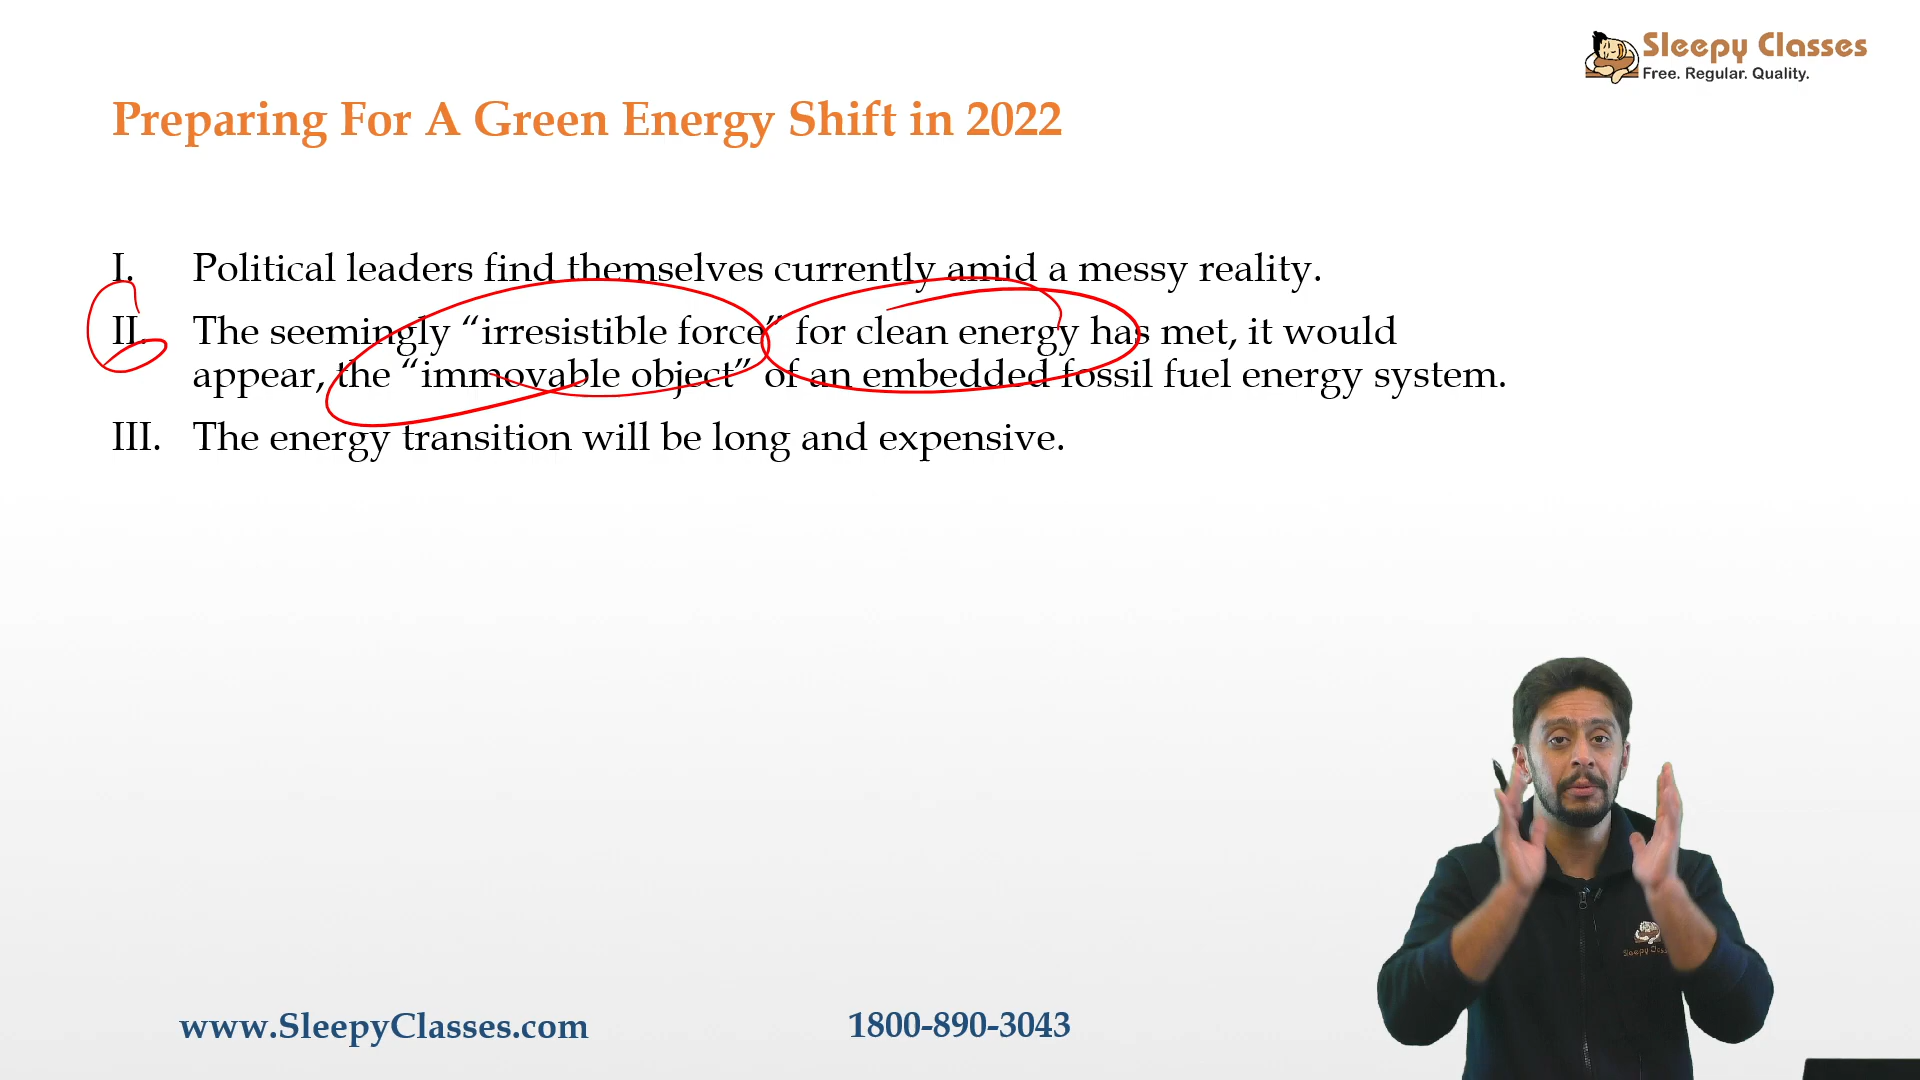 Sleepy Classes
Free. Regular. Quality.
Preparing For A Green Energy Shift in 2022
I. Political leaders find themselves currently amid a messy reality.
II. The seemingly “irresistible force” for clean energy has met, it would
appear, the “immovable object” of an embedded fossil fuel energy system.
III. The energy transition will be long and expensive.
www.SleepyClasses.com
1800-890-3043